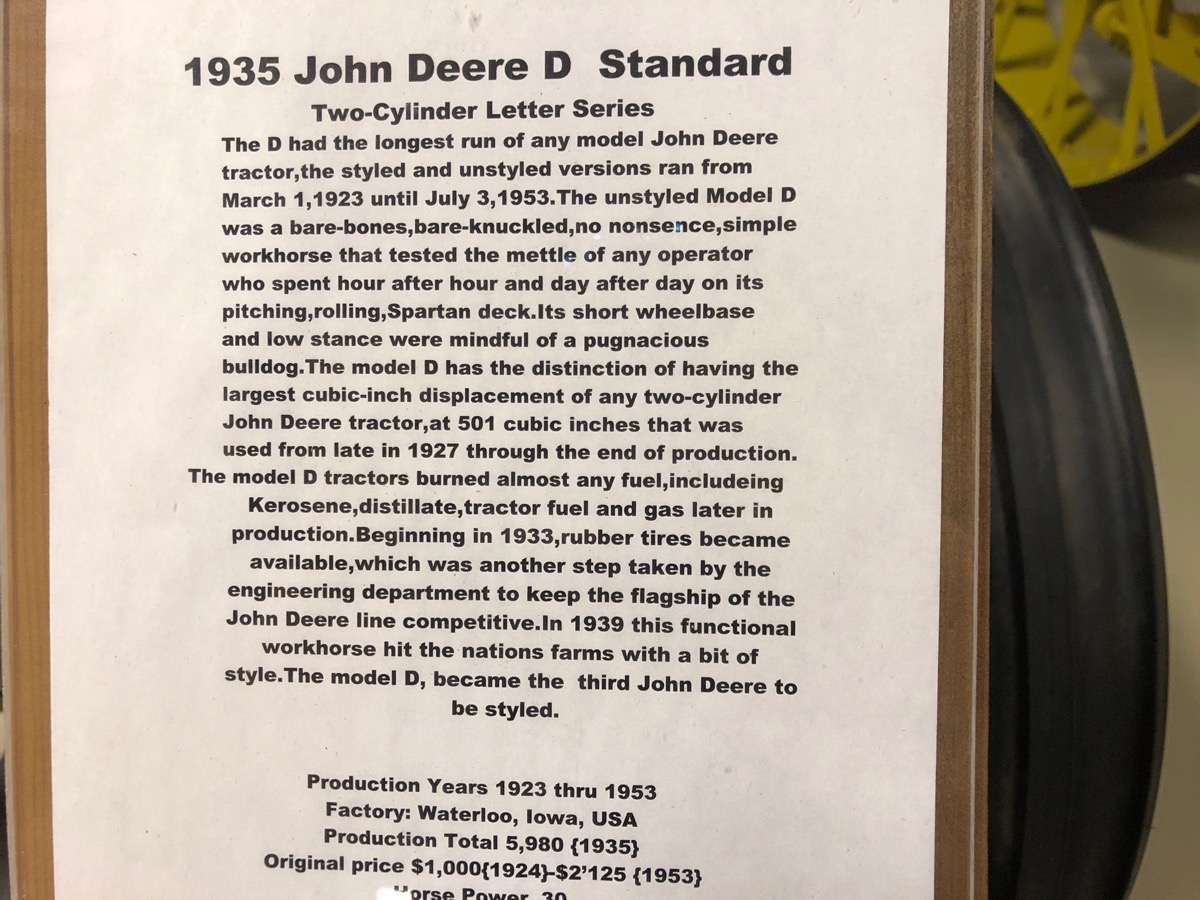 1935 John Deere D Standard
Two-Cylinder Letter Series
The D had the longest run of any model John Deere
tractor,the styled and unstyled versions ran from
March 1,1923 until July 3,1953.The unstyled Model D
was a bare-bones,bare-knuckled,no nonsence,simple
workhorse that tested the mettle of any operator
who spent hour after hour and day after day on its
pitching,rolling,Spartan deck.Its short wheelbase
and low stance were mindful of a pugnacious
bulldog.The model D has the distinction of having the
largest cubic-inch displacement of any two-cylinder
John Deere tractor,at 501 cubic inches that was
used from late in 1927 through the end of production.
The model D tractors burned almost any fuel,includeing
Kerosene,distillate,tractor fuel and gas later in
production.Beginning in 1933,rubber tires became
available,which was another step taken by the
engineering department to keep the flagship of the
John Deere line competitive.In 1939 this functional
workhorse hit the nations farms with a bit of
style.The model D, became the third John Deere to
be styled.
Production Years 1923 thru 1953
Factory: Waterloo, Iowa, USA
Production Total 5,980 {1935}
Original price $1,000{1924}-$2'125 {1953}
Horse Power 30